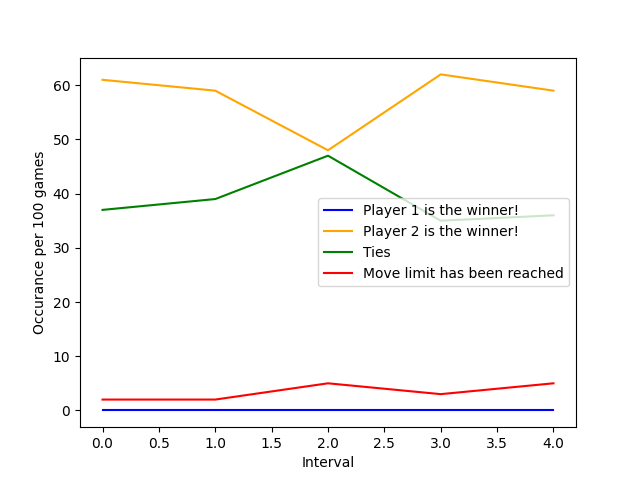 60
50
40
30
20
10
0
Occurance per 100 games
Player 1 is the winner!
Player 2 is the winner!
Ties
Move limit has been reached
0.0 0.5 1.0 1.5 2.0 2.5 3.0 3.5 4.0
Interval